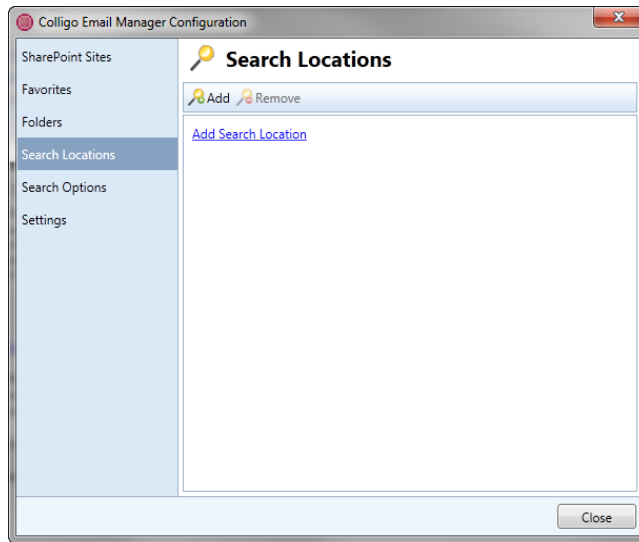 Colligo Email Manager Configuration
SharePoint Sites
Favorites
Folders
Search Locations
Search Options
Settings
Search Locations
Add Remove
Add Search Location
Close